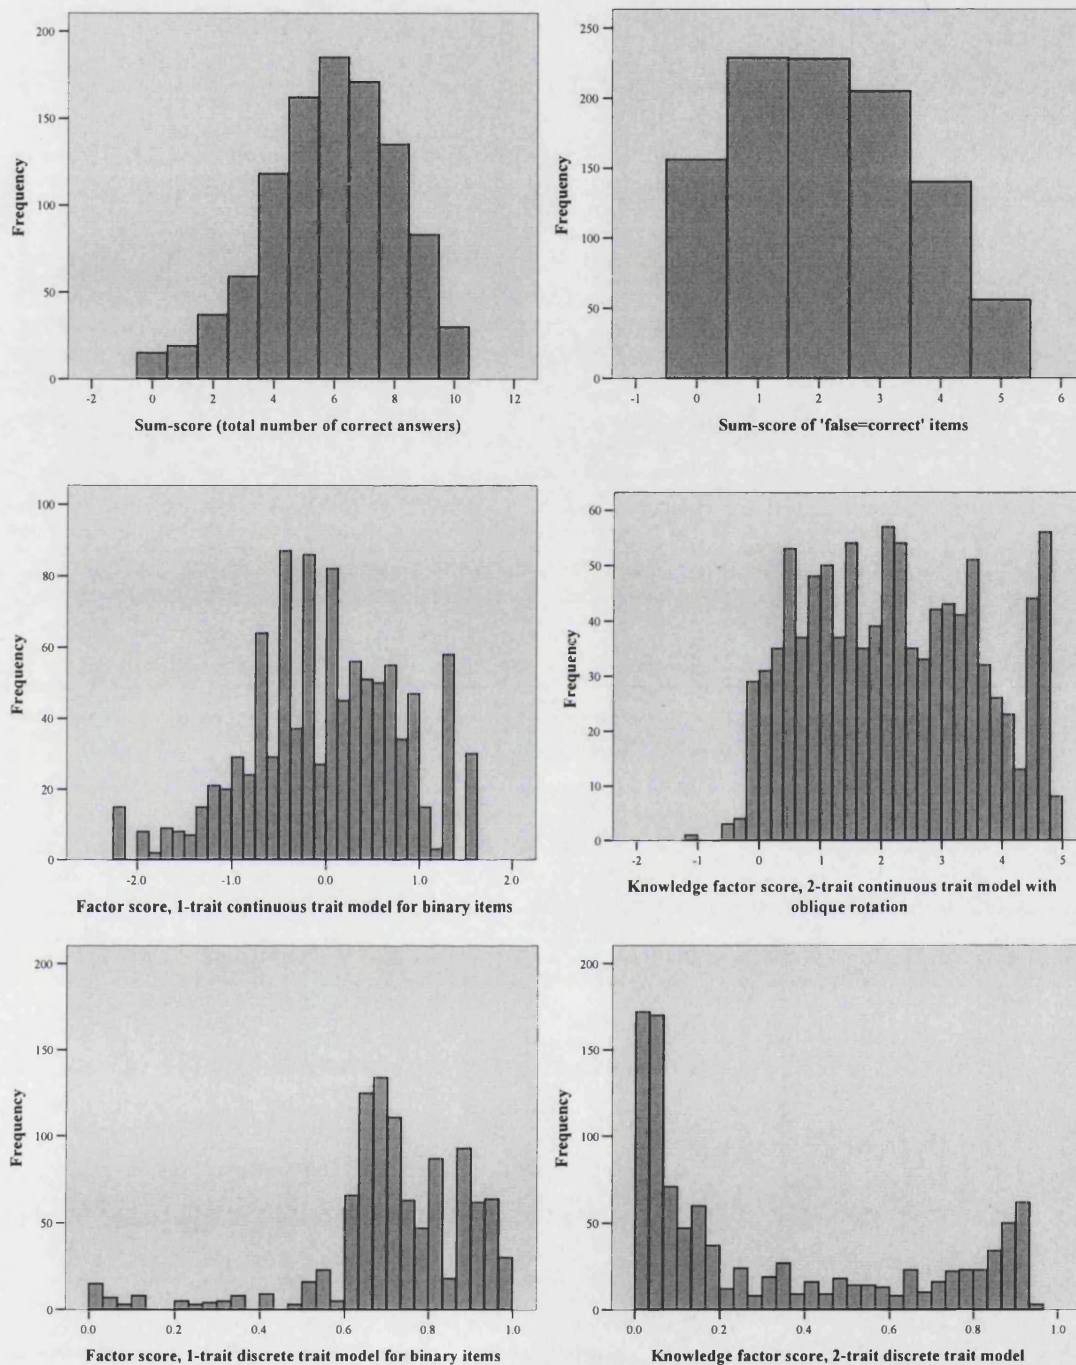 200
150
100
50
0
Frequency
-2 0 2 4 6 8 10 12
Sum-score (total number of correct answers)
250
200
150
100
50
0
Frequency
-1 0 1 2 3 4 5 6
Sum-score of 'false=correct' items
100
80
60
40
20
0
Frequency
-2.0 -1.0 0.0 1.0 2.0
Factor score, 1-trait continuous trait model for binary items
60
50
40
30
20
10
0
Frequency
-2 -1 0 1 2 3 4 5
Knowledge factor score, 2-trait continuous trait model with
oblique rotation
200
150
100
50
0
Frequency
0.0 0.2 0.4 0.6 0.8 1.0
Factor score, 1-trait discrete trait model for binary items
200
150
100
50
0
Frequency
0.0 0.2 0.4 0.6 0.8 1.0
Knowledge factor score, 2-trait discrete trait model